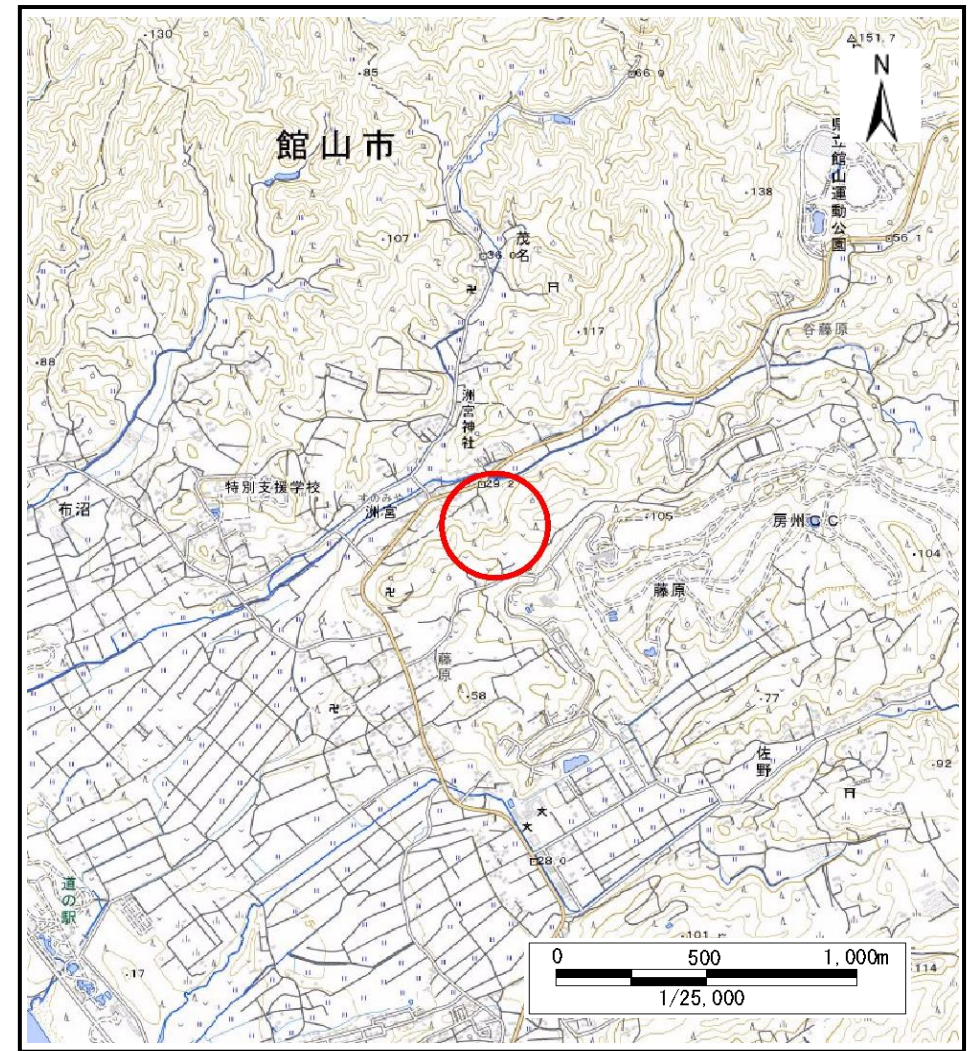 ・130
△151.7
N
・85
□66.9
館山市
県立館山運動公園
・138
・107
茂名
□36.0
□56.1
・117
谷藤原
・88
50
洲宮神社
特別支援学校
すのみや
洲宮
□29.2
布沼
・105
房州CC
・104
藤原
藤原
・58
・77
佐野
・92
□28.0
道の駅
・101
・17
・114
0 500 1,000m
1/25,000